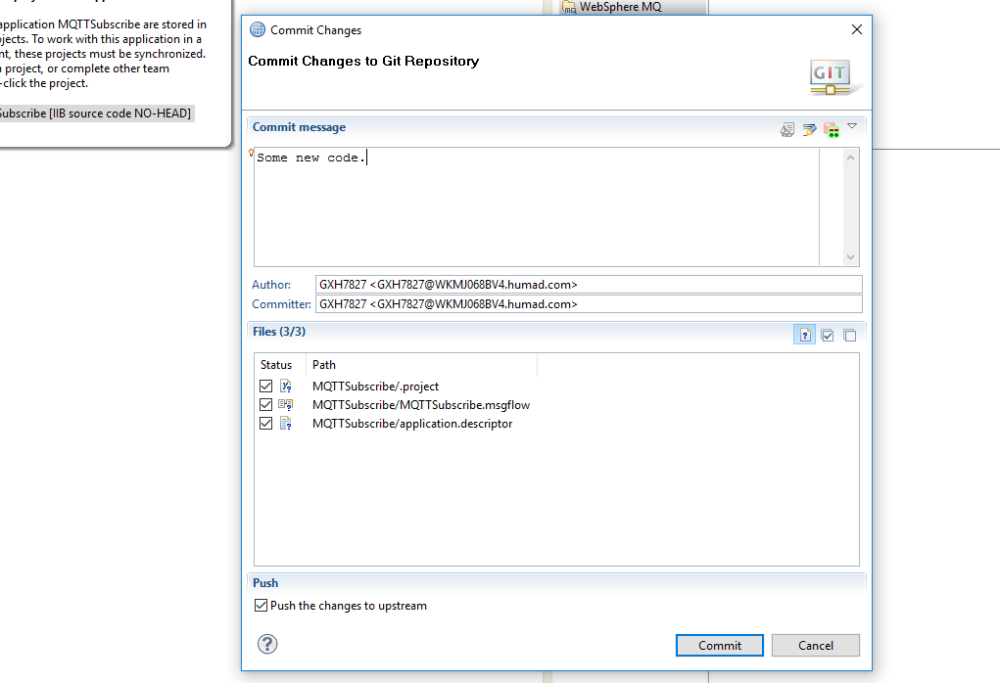 application MQTTSubscribe are stored in
ojects. To work with this application in a
nt, these projects must be synchronized.
project, or complete other team
-click the project.
Subscribe [IIB source code NO-HEAD]
WebSphere MQ
Commit Changes
Commit Changes to Git Repository
GIT
Commit message
Some new code.
Author: GXH7827 <GXH7827@WKMJ068BV4.humad.com>
Committer: GXH7827 <GXH7827@WKMJ068BV4.humad.com>
Files (3/3)
Status Path
MQTTSubscribe/.project
MQTTSubscribe/MQTTSubscribe.msgflow
MQTTSubscribe/application.descriptor
Push
Push the changes to upstream
Commit Cancel